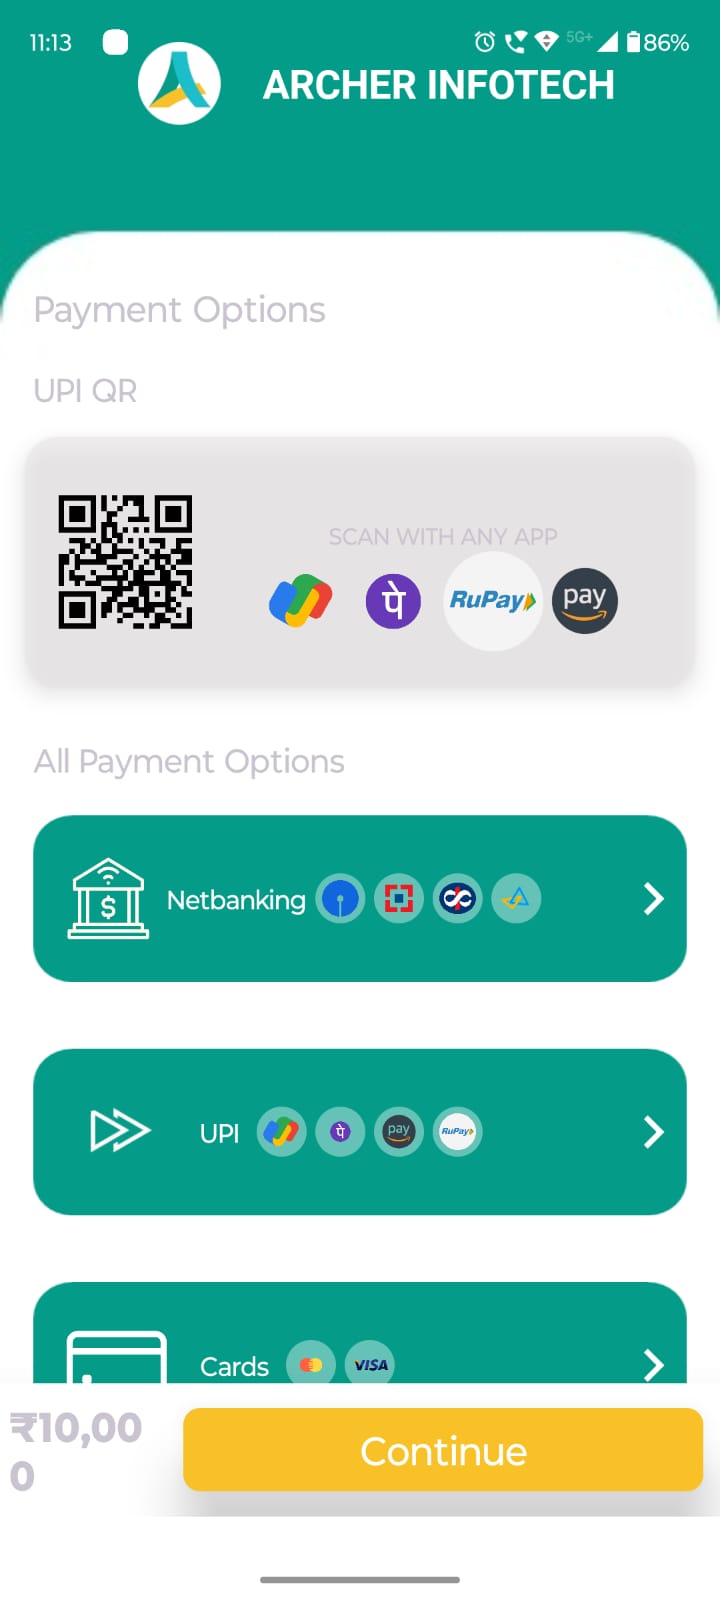 11:13 5G+ 86%
ARCHER INFOTECH
Payment Options
UPI QR
SCAN WITH ANY APP
पे RuPay pay
All Payment Options
$ Netbanking
UPI पे pay RuPay
Cards VISA
₹10,00
0
Continue